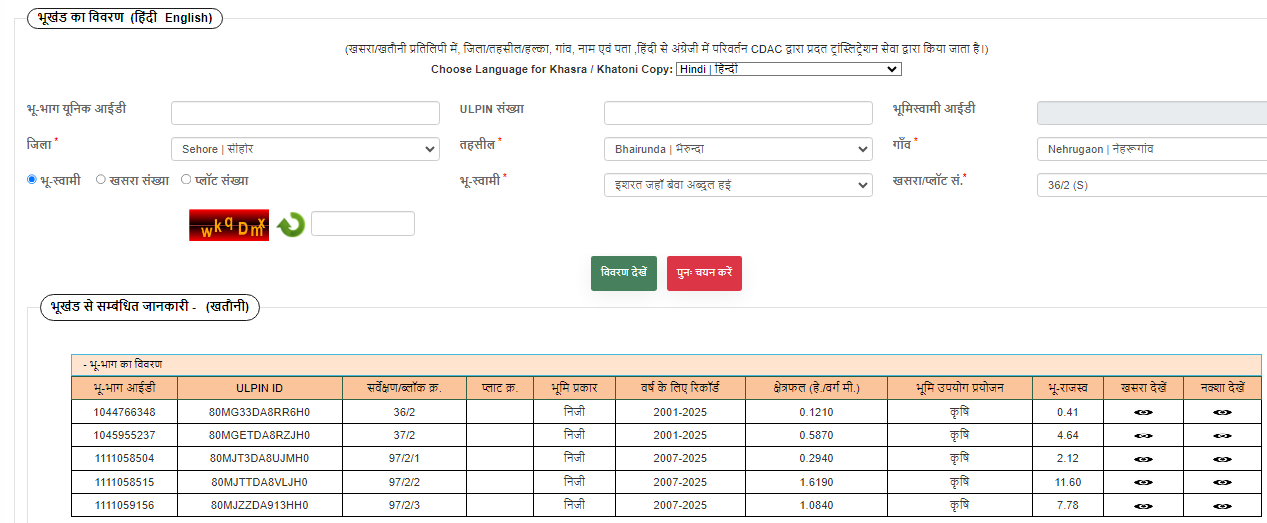 भूखंड का विवरण (हिंदी English)
(खसरा/खतौनी प्रतिलिपी में, जिला/तहसील/हल्का, गांव, नाम एवं पता ,हिंदी से अंग्रेजी में परिवर्तन CDAC द्वारा प्रदत ट्रांस्लिट्रेशन सेवा द्वारा किया जाता है।)
Choose Language for Khasra / Khatoni Copy: Hindi | हिन्दी
भू-भाग यूनिक आईडी ULPIN संख्या भूमिस्वामी आईडी
जिला * Sehore | सीहोर तहसील * Bhairunda | भैरुन्दा गाँव * Nehrugaon | नेहरूगांव
भू-स्वामी खसरा संख्या प्लॉट संख्या भू-स्वामी * इशरत जहाँ बेवा अब्दुल हई खसरा/प्लॉट सं.* 36/2 (S)
wkqDmx
विवरण देखें पुनः चयन करें
भूखंड से सम्बंधित जानकारी - (खतौनी)
- भू-भाग का विवरण
भू-भाग आईडी ULPIN ID सर्वेक्षण/ब्लॉक क्र. प्लाट क्र. भूमि प्रकार वर्ष के लिए रिकॉर्ड क्षेत्रफल (हे./वर्ग मी.) भूमि उपयोग प्रयोजन भू-राजस्व खसरा देखें नक्शा देखें
1044766348 80MG33DA8RR6H0 36/2 निजी 2001-2025 0.1210 कृषि 0.41
1045955237 80MGETDA8RZJH0 37/2 निजी 2001-2025 0.5870 कृषि 4.64
1111058504 80MJT3DA8UJMH0 97/2/1 निजी 2007-2025 0.2940 कृषि 2.12
1111058515 80MJTTDA8VLJH0 97/2/2 निजी 2007-2025 1.6190 कृषि 11.60
1111059156 80MJZZDA913HH0 97/2/3 निजी 2007-2025 1.0840 कृषि 7.78